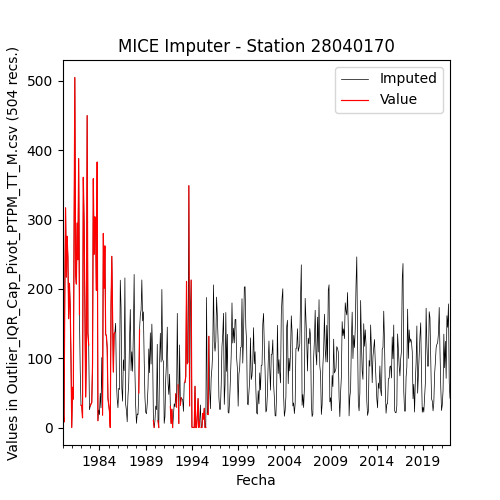 MICE Imputer - Station 28040170
Imputed
Value
Values in Outlier_IQR_Cap_Pivot_PTPM_TT_M.csv (504 recs.)
500
400
300
200
100
0
1984 1989 1994 1999 2004 2009 2014 2019
Fecha